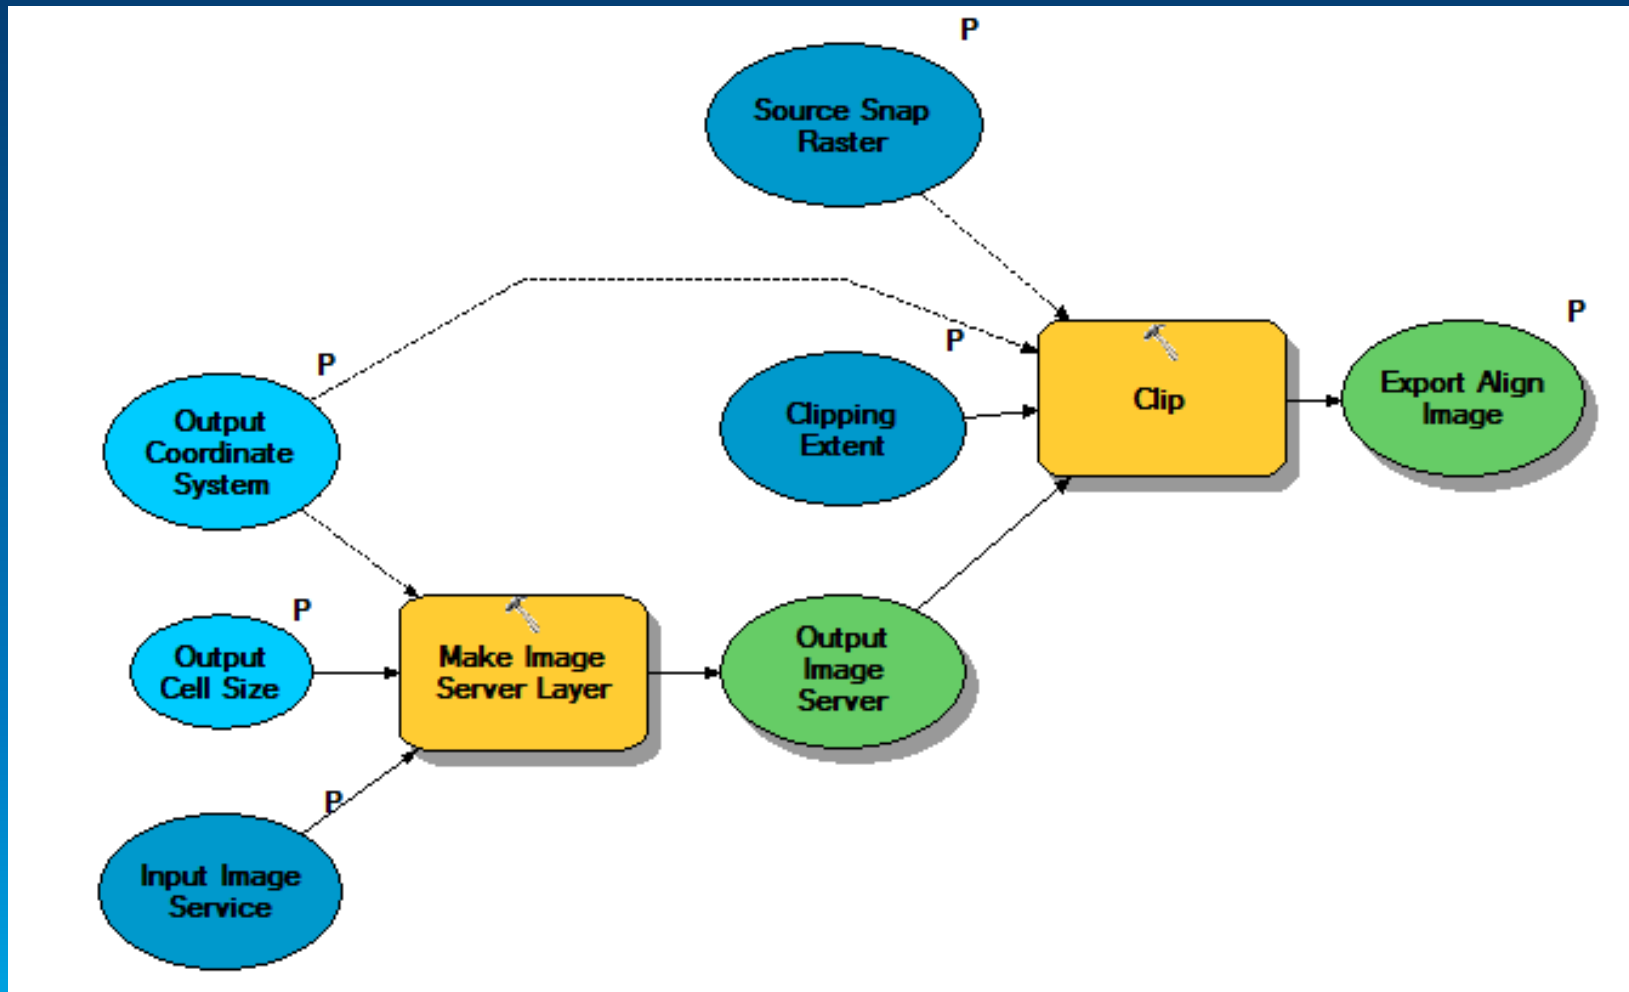 P
Source Snap
Raster
P
P
P
Output
Coordinate
System
Clipping
Extent
Clip
Export Align
Image
P
Output
Cell Size
Make Image
Server Layer
Output
Image
Server
P
Input Image
Service